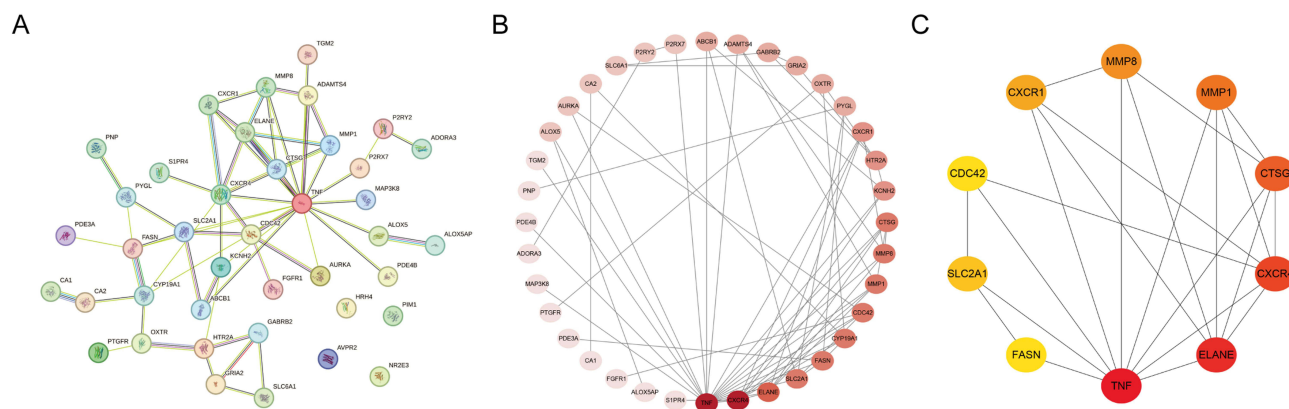 A
TGM2
MMP8
ADAMTS4
CXCR1
ELANE
MMP1
P2RY2
ADORA3
PNP
CTSG
P2RX7
S1PR4
PYGL
CXCR4
TNF
MAP3K8
PDE3A
SLC2A1
CDC42
ALOX5
ALOX5AP
FASN
KCNH2
AURKA
PDE4B
CA1
CA2
CYP19A1
ABCB1
FGFR1
HRH4
PIM1
PTGFR
OXTR
HTR2A
GABRB2
AVPR2
NR2E3
GRIA2
SLC6A1
B
ABCB1
ADAMTS4
GABRB2
GRIA2
OXTR
PYGL
CXCR1
HTR2A
KCNH2
CTSG
MMP8
MMP1
CDC42
CYP19A1
FASN
SLC2A1
ELANE
CXCR4
TNF
S1PR4
ALOX5AP
FGFR1
CA1
PDE3A
PTGFR
MAP3K8
ADORA3
PDE4B
PNP
TGM2
ALOX5
AURKA
CA2
SLC6A1
P2RY2
P2RX7
C
MMP8
CXCR1
MMP1
CDC42
CTSG
SLC2A1
CXCR4
FASN
ELANE
TNF